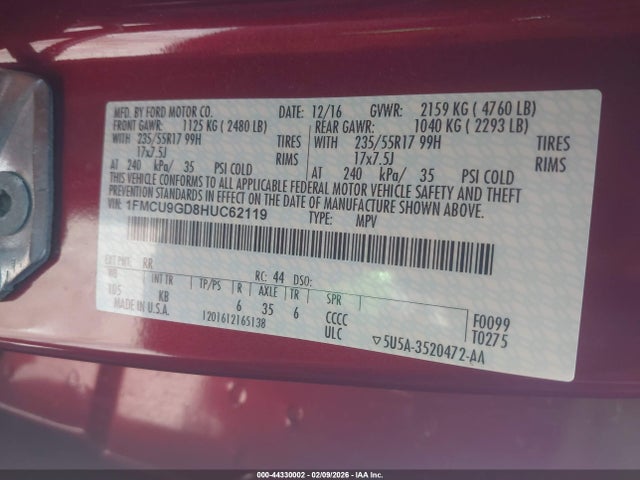 MFD. BY FORD MOTOR CO. DATE: 12/16 GVWR: 2159 KG ( 4760 LB)
FRONT GAWR: 1125 KG ( 2480 LB) REAR GAWR: 1040 KG ( 2293 LB)
WITH 235/55R17 99H TIRES WITH 235/55R17 99H TIRES
17x7.5J RIMS 17x7.5J RIMS
AT 240 kPa/ 35 PSI COLD AT 240 kPa/ 35 PSI COLD
THIS VEHICLE CONFORMS TO ALL APPLICABLE FEDERAL MOTOR VEHICLE SAFETY AND THEFT
PREVENTION STANDARDS IN EFFECT ON THE DATE OF MANUFACTURE SHOWN ABOVE.
VIN: 1FMCU9GD8HUC62119 TYPE: MPV
EXT PNT: RR RC: 44 DSO:
WB INT TR TP/PS R AXLE TR SPR
105 KB 6 35 6 CCCC F0099
MADE IN U.S.A. 1201612165138 ULC T0275
▽5U5A-3520472-AA
000-44330002 - 02/09/2026 - IAA Inc.